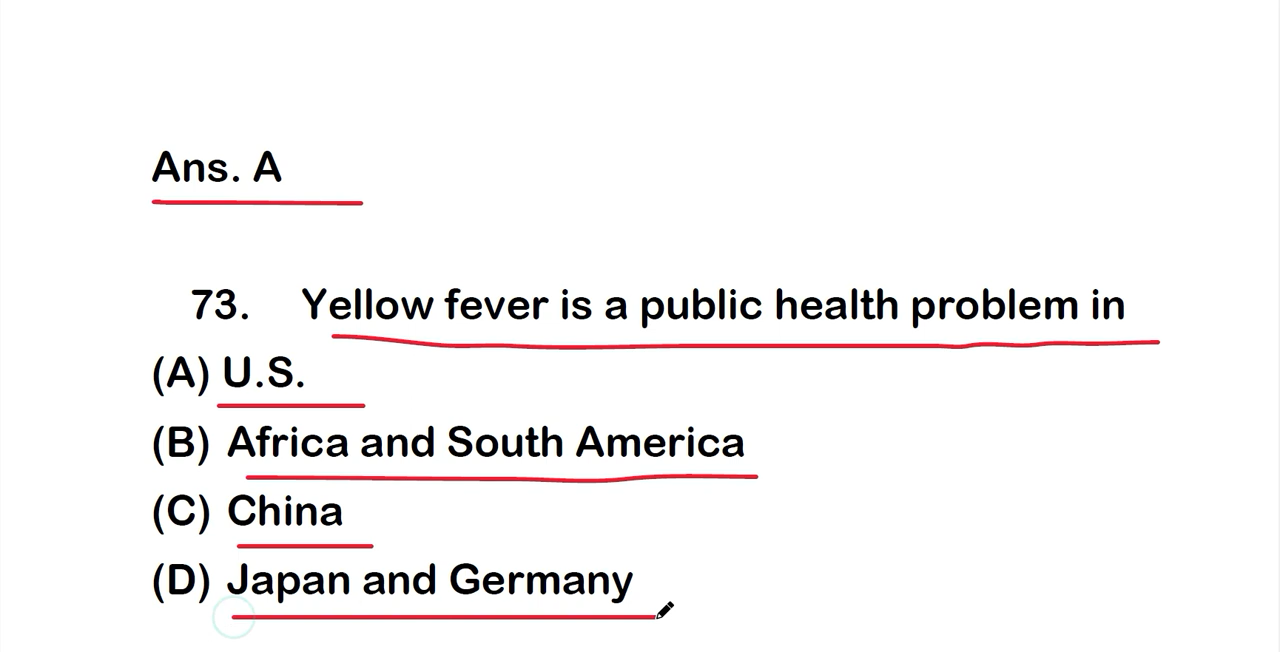 Ans. A
73. Yellow fever is a public health problem in
(A) U.S.
(B) Africa and South America
(C) China
(D) Japan and Germany